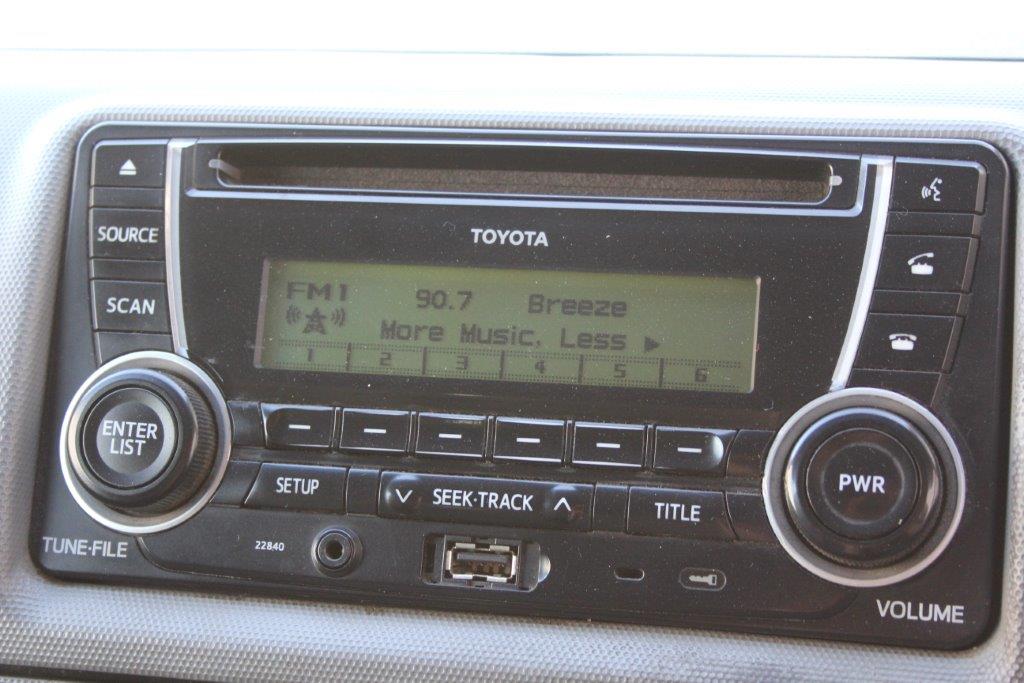 SOURCE
TOYOTA
SCAN
FM1 90.7 Breeze
More Music, Less
1 2 3 4 5 6
ENTER
LIST
PWR
SETUP
SEEK·TRACK
TITLE
TUNE·FILE
22840
VOLUME